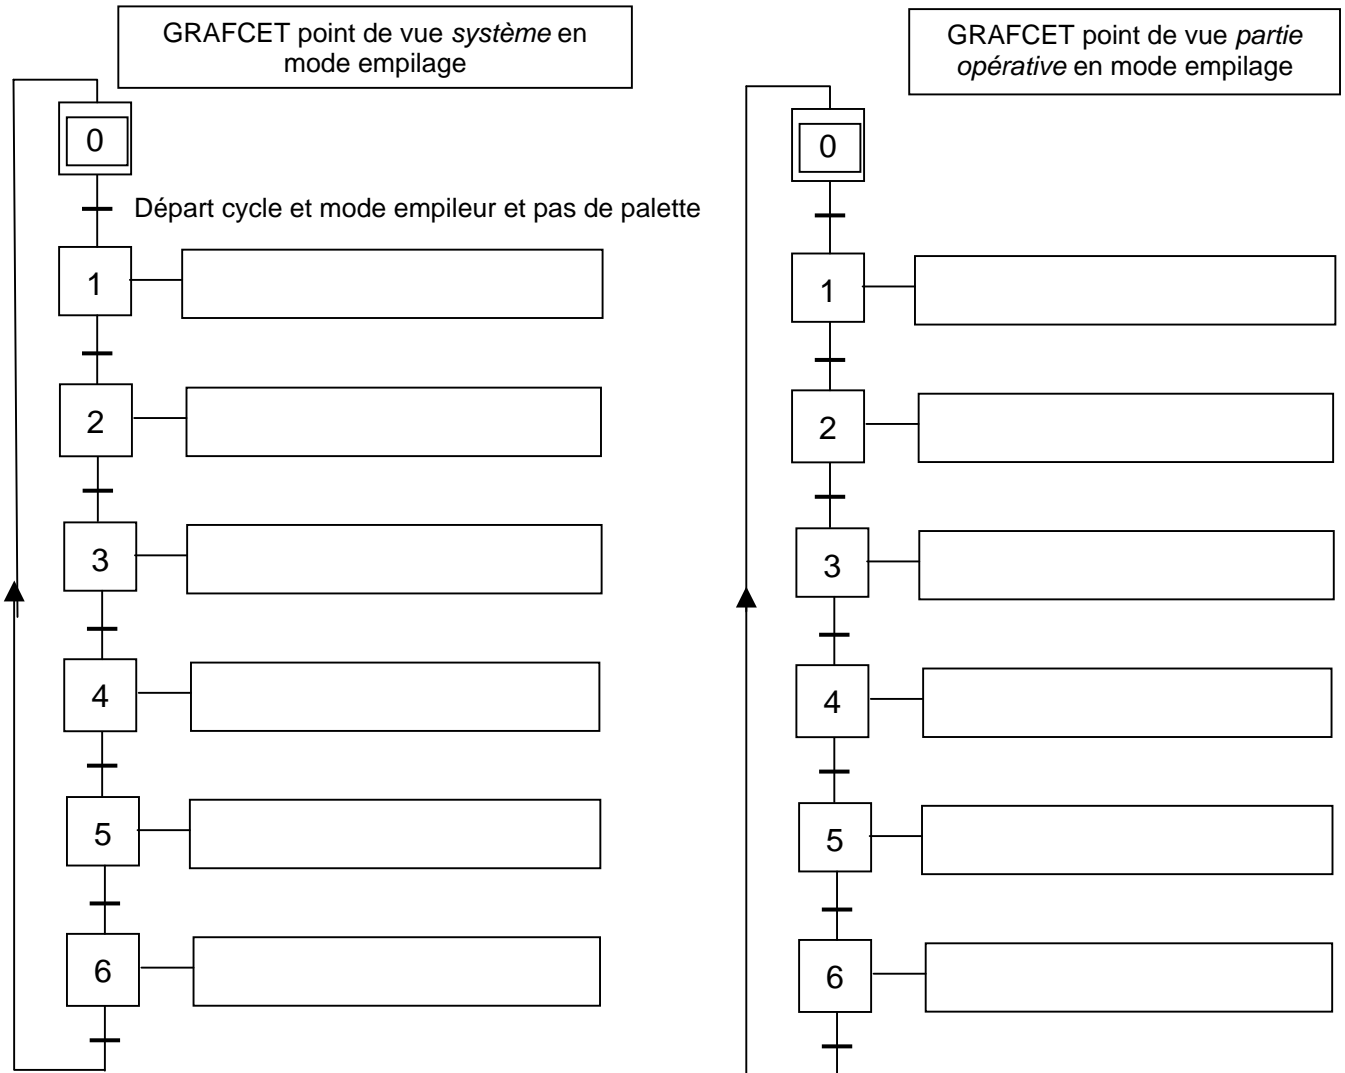 GRAFCET point de vue système en
mode empilage
0
Départ cycle et mode empileur et pas de palette
1
2
3
4
5
6
GRAFCET point de vue partie
opérative en mode empilage
0
1
2
3
4
5
6